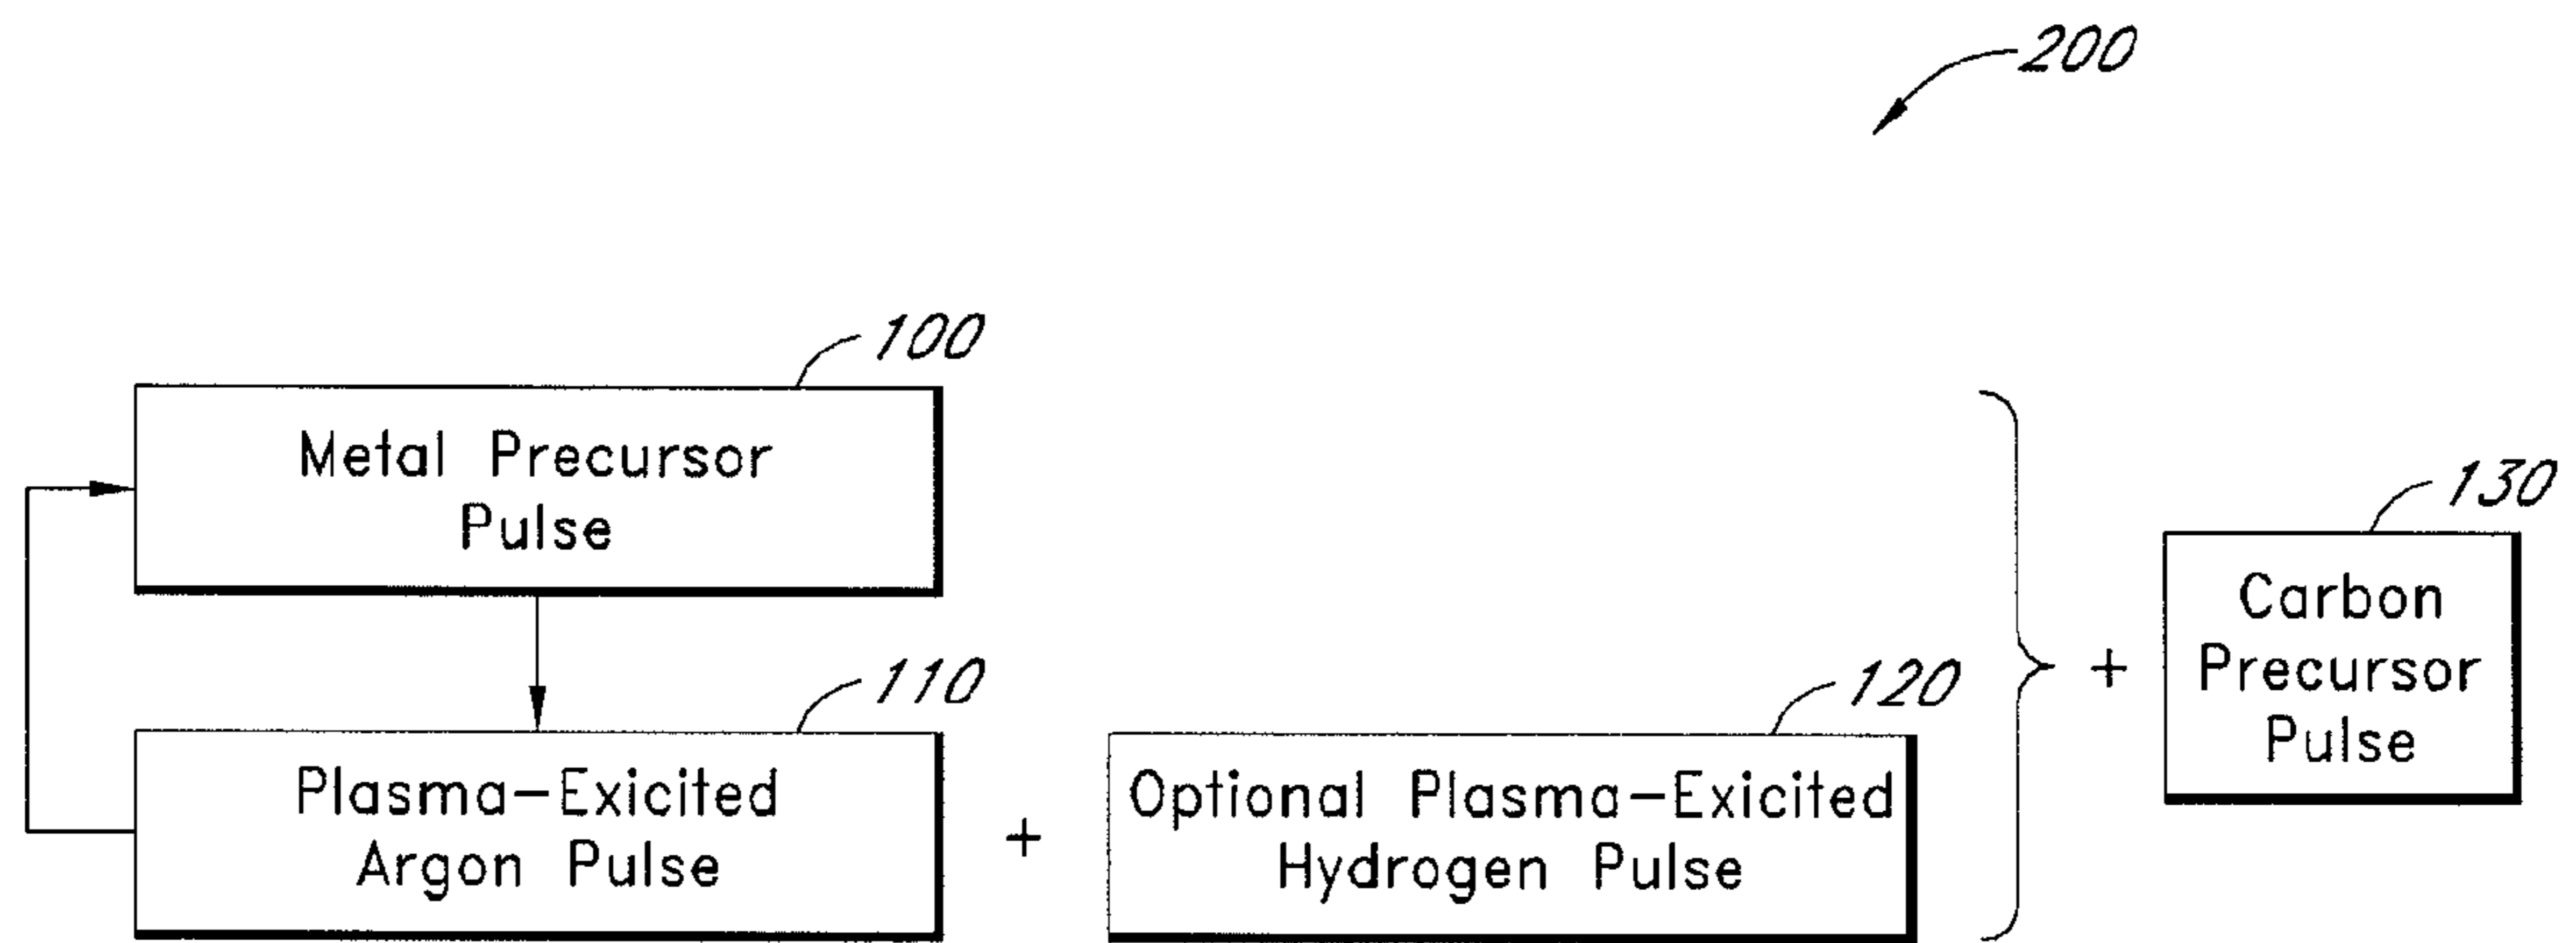 200
100
Metal Precursor
Pulse
130
Carbon
Precursor
Pulse
110
Plasma-Exicited
Argon Pulse
+
120
Optional Plasma-Exicited
Hydrogen Pulse
+